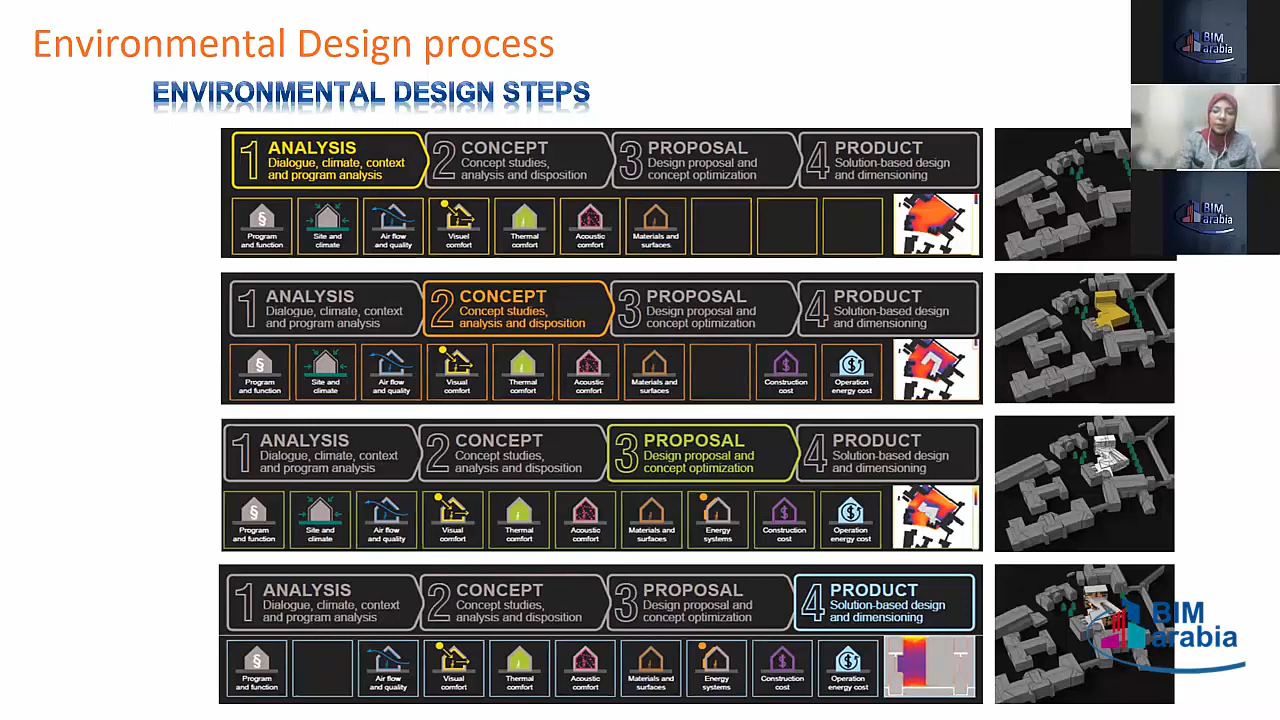 Environmental Design process
ENVIRONMENTAL DESIGN STEPS
BIM
arabia
1 ANALYSIS
Dialogue, climate, context
and program analysis
2 CONCEPT
Concept studies,
analysis and disposition
3 PROPOSAL
Design proposal and
concept optimization
4 PRODUCT
Solution-based design
and dimensioning
Program
and function
Site and
climate
Air flow
and quality
Visuel
comfort
Thermal
comfort
Acoustic
comfort
Materials and
surfaces
BIM
arabia
1 ANALYSIS
Dialogue, climate, context
and program analysis
2 CONCEPT
Concept studies,
analysis and disposition
3 PROPOSAL
Design proposal and
concept optimization
4 PRODUCT
Solution-based design
and dimensioning
§
Program
and function
Site and
climate
Air flow
and quality
Visual
comfort
Thermal
comfort
Acoustic
comfort
Materials and
surfaces
$
Construction
cost
$
Operation
energy cost
1 ANALYSIS
Dialogue, climate, context
and program analysis
2 CONCEPT
Concept studies,
analysis and disposition
3 PROPOSAL
Design proposal and
concept optimization
4 PRODUCT
Solution-based design
and dimensioning
§
Program
and function
Site and
climate
Air flow
and quality
Visual
comfort
Thermal
comfort
Acoustic
comfort
Materials and
surfaces
Energy
systems
$
Construction
cost
$
Operation
energy cost
1 ANALYSIS
Dialogue, climate, context
and program analysis
2 CONCEPT
Concept studies,
analysis and disposition
3 PROPOSAL
Design proposal and
concept optimization
4 PRODUCT
Solution-based design
and dimensioning
§
Program
and function
Air flow
and quality
Visual
comfort
Thermal
comfort
Acoustic
comfort
Materials and
surfaces
Energy
systems
$
Construction
cost
$
Operation
energy cost
BIM
arabia